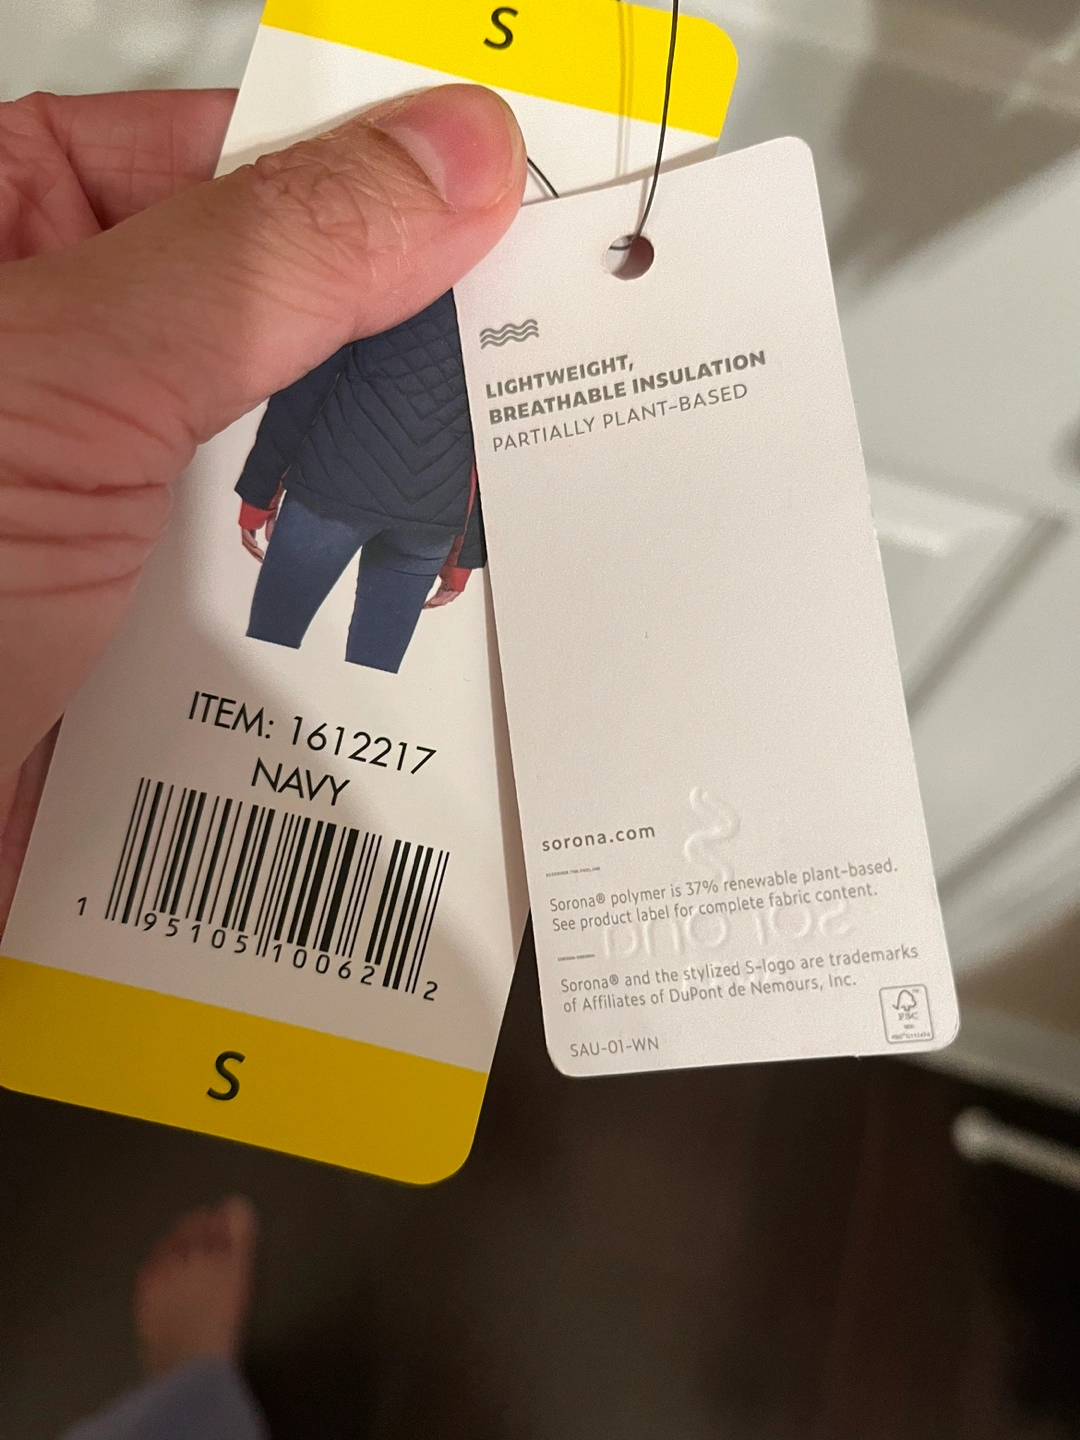 S
LIGHTWEIGHT,
BREATHABLE INSULATION
PARTIALLY PLANT-BASED
ITEM: 1612217
NAVY
1 95105 10062 2
S
sorona.com
Sorona® polymer is 37% renewable plant-based.
See product label for complete fabric content.
Sorona® and the stylized S-logo are trademarks
of Affiliates of DuPont de Nemours, Inc.
SAU-01-WN
FSC